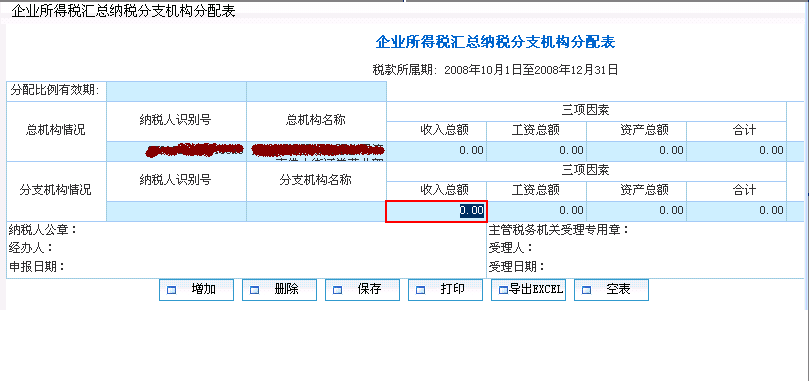 企业所得税汇总纳税分支机构分配表
企业所得税汇总纳税分支机构分配表
税款所属期: 2008年10月1日至2008年12月31日
分配比例有效期:
总机构情况 纳税人识别号 总机构名称 三项因素
收入总额 工资总额 资产总额 合计
0.00 0.00 0.00 0.00
分支机构情况 纳税人识别号 分支机构名称 三项因素
收入总额 工资总额 资产总额 合计
0.00 0.00 0.00 0.00
纳税人公章: 主管税务机关受理专用章:
经办人: 受理人:
申报日期: 受理日期:
增加 删除 保存 打印 导出EXCEL 空表